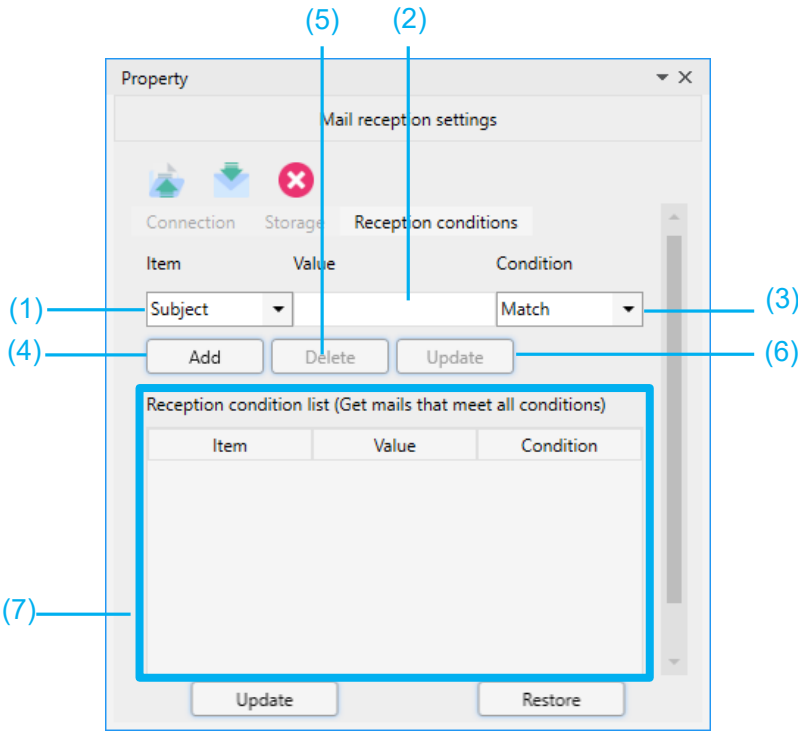 (5) (2)
Property
Mail reception settings
Connection Storage Reception conditions
Item Value Condition
(1) Subject Match (3)
(4) Add Delete Update (6)
Reception condition list (Get mails that meet all conditions)
Item Value Condition
(7)
Update Restore